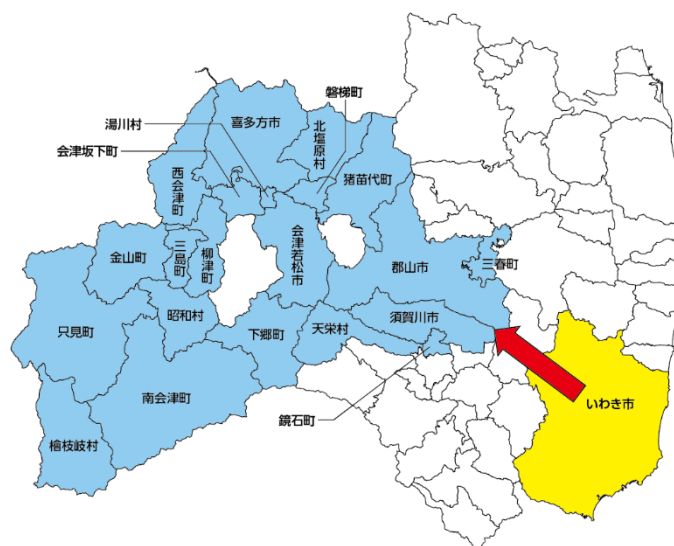 磐梯町
湯川村
喜多方市
北塩原村
会津坂下町
猪苗代町
西会津町
会津若松市
金山町
三島町
柳津町
郡山市
三春町
只見町
昭和村
下郷町
天栄村
須賀川市
南会津町
鏡石町
いわき市
檜枝岐村